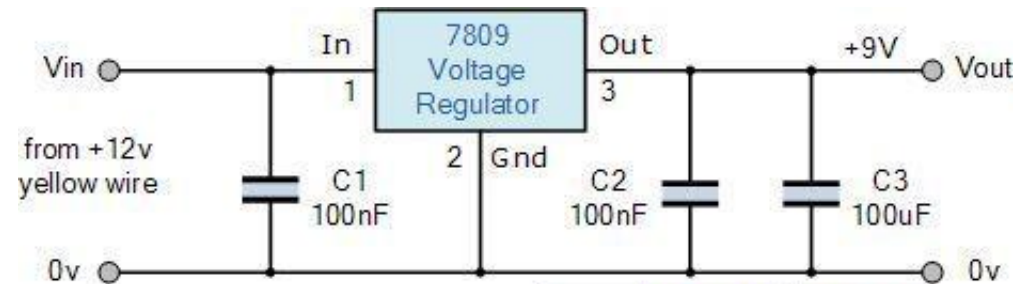 Vin
from +12v
yellow wire
0v
In
1
7809
Voltage
Regulator
Out
3
2
Gnd
C1
100nF
C2
100nF
C3
100uF
+9V
Vout
0v